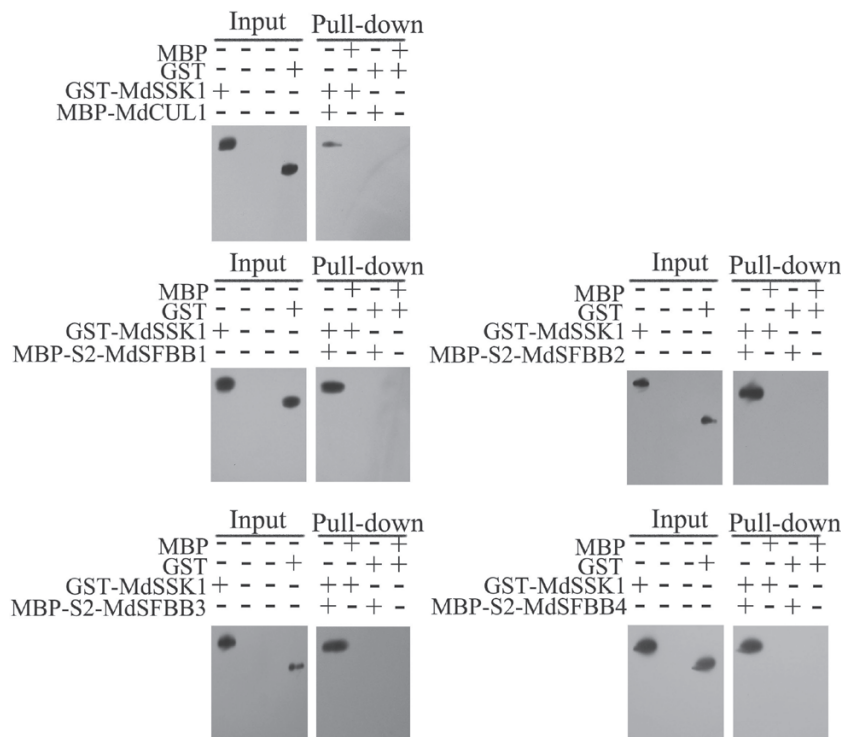 Input Pull-down
MBP - - - - - + - +
GST - - - + - - + +
GST-MdSSK1 + - - - + + - -
MBP-MdCUL1 - - - - + - + -
Input Pull-down
MBP - - - - - + - +
GST - - - + - - + +
GST-MdSSK1 + - - - + + - -
MBP-S2-MdSFBB1 - - - - + - + -
Input Pull-down
MBP - - - - - + - +
GST - - - + - - + +
GST-MdSSK1 + - - - + + - -
MBP-S2-MdSFBB2 - - - - + - + -
Input Pull-down
MBP - - - - - + - +
GST - - - + - - + +
GST-MdSSK1 + - - - + + - -
MBP-S2-MdSFBB3 - - - - + - + -
Input Pull-down
MBP - - - - - + - +
GST - - - + - - + +
GST-MdSSK1 + - - - + + - -
MBP-S2-MdSFBB4 - - - - + - + -